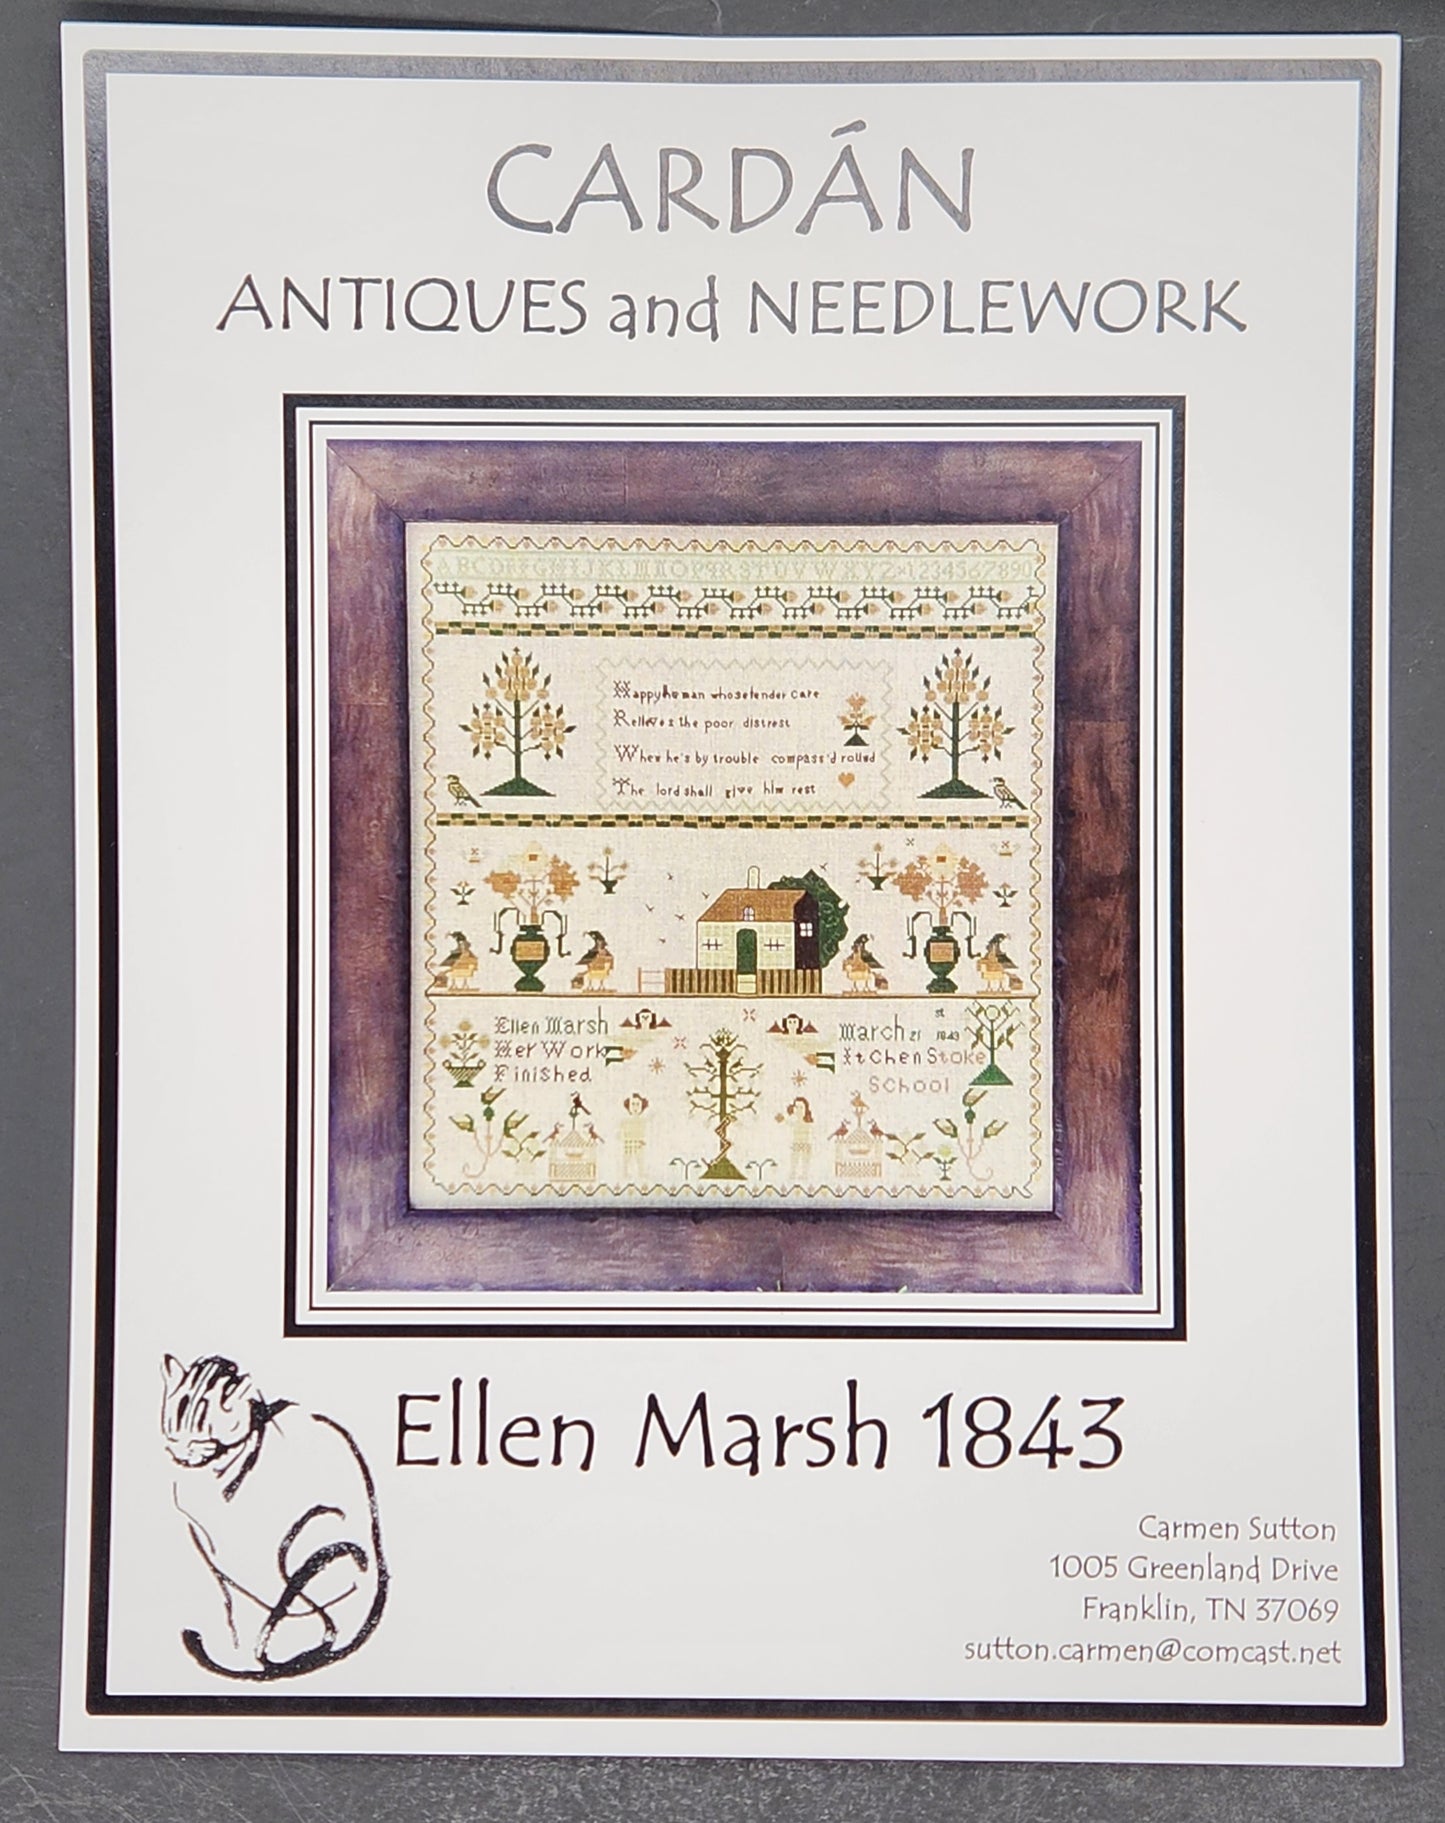 CARDÁN
ANTIQUES and NEEDLEWORK
ABCDEFGHIJKLMNOPQRSTUVWXYZ×1234567890
Happy the man whose tender care
Relieves the poor distrest
When he's by trouble compass'd round
The lord shall give him rest
Ellen Marsh
Her Work
Finished
March 21st 1843
Itchen Stoke
School
Ellen Marsh 1843
Carmen Sutton
1005 Greenland Drive
Franklin, TN 37069
sutton.carmen@comcast.net